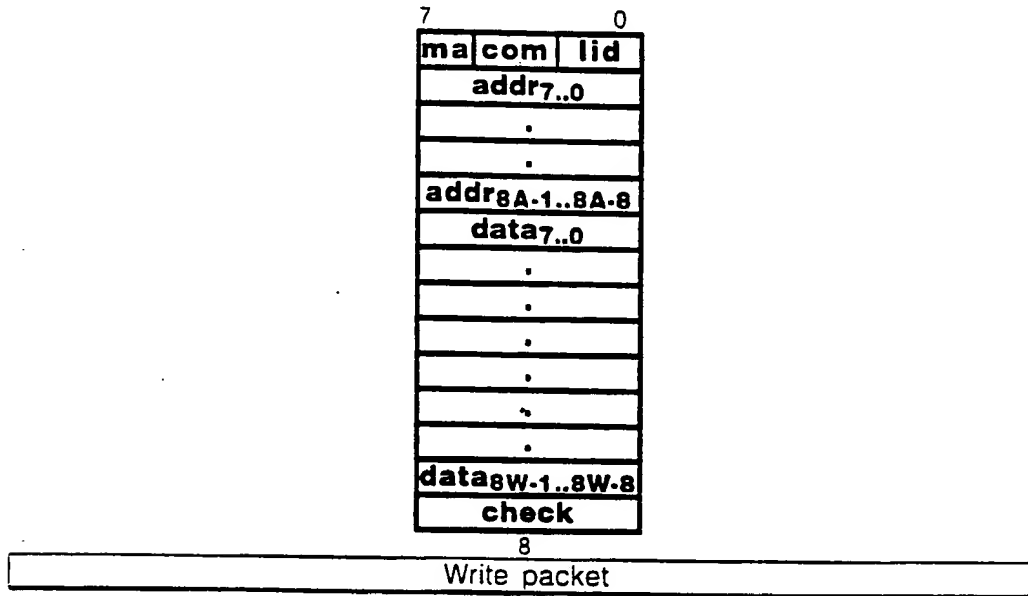 7 0
ma com lid
addr7..0
.
.
addr8A-1..8A-8
data7..0
.
.
.
.
.
.
data8W-1..8W-8
check
8
Write packet